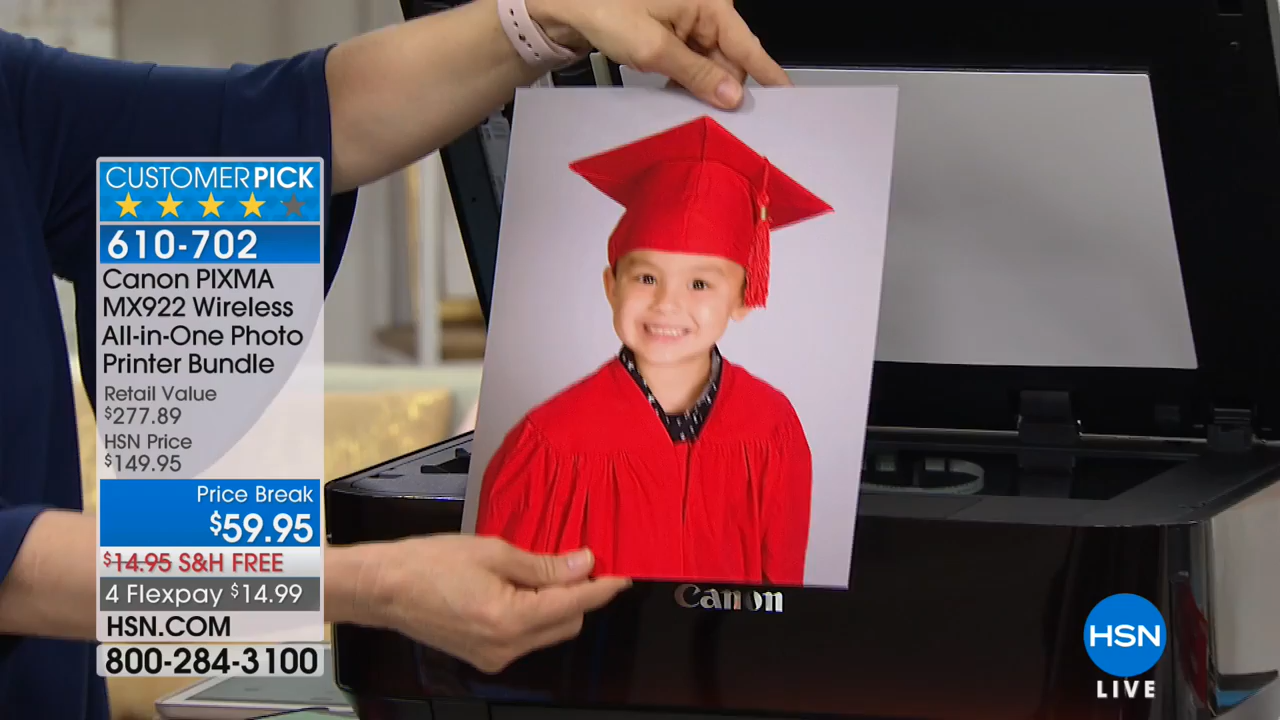 CUSTOMER PICK
610-702
Canon PIXMA
MX922 Wireless
All-in-One Photo
Printer Bundle
Retail Value
$277.89
HSN Price
$149.95
Price Break
$59.95
$14.95 S&H FREE
4 Flexpay $14.99
HSN.COM
800-284-3100
Canon
HSN
LIVE